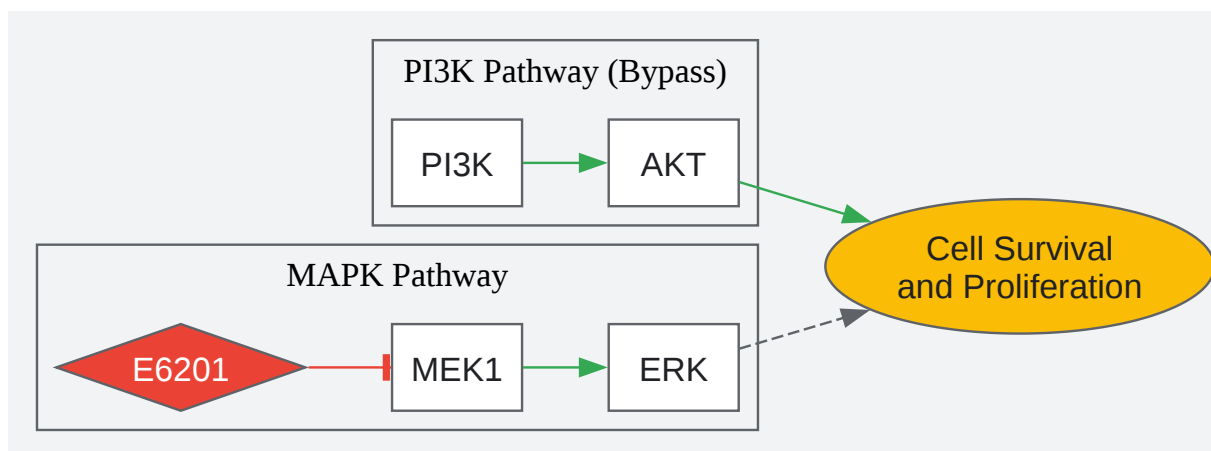 PI3K Pathway (Bypass)
PI3K
AKT
Cell Survival
and Proliferation
MAPK Pathway
E6201
MEK1
ERK